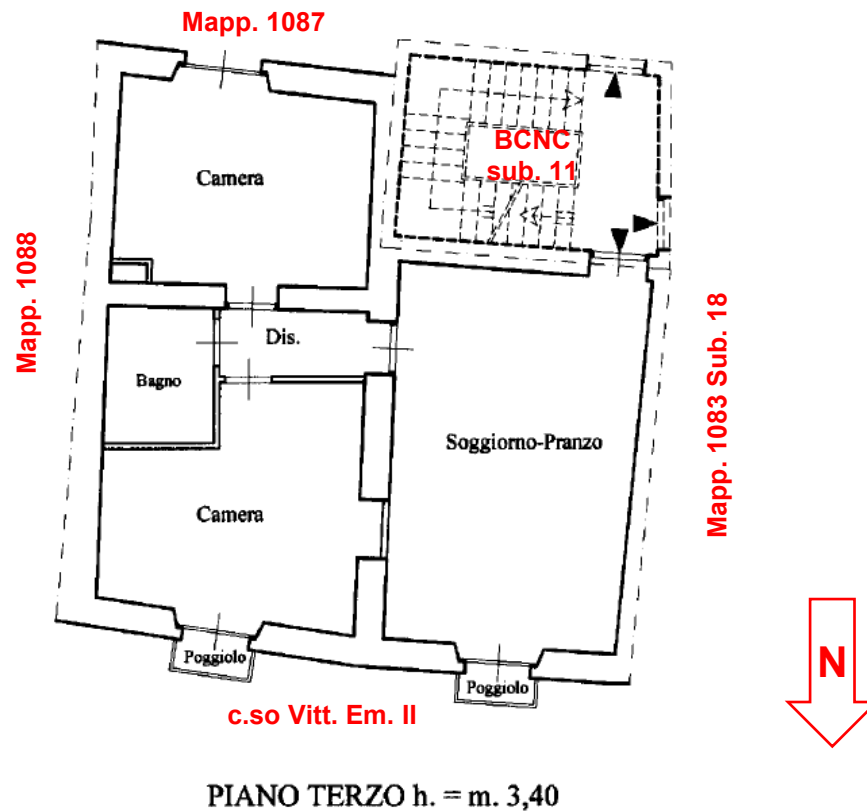 Mapp. 1087
BCNC
sub. 11
Camera
Mapp. 1088
Dis.
Bagno
Mapp. 1083 Sub. 18
Soggiorno-Pranzo
Camera
Poggiolo
Poggiolo
N
c.so Vitt. Em. II
PIANO TERZO h. = m. 3,40